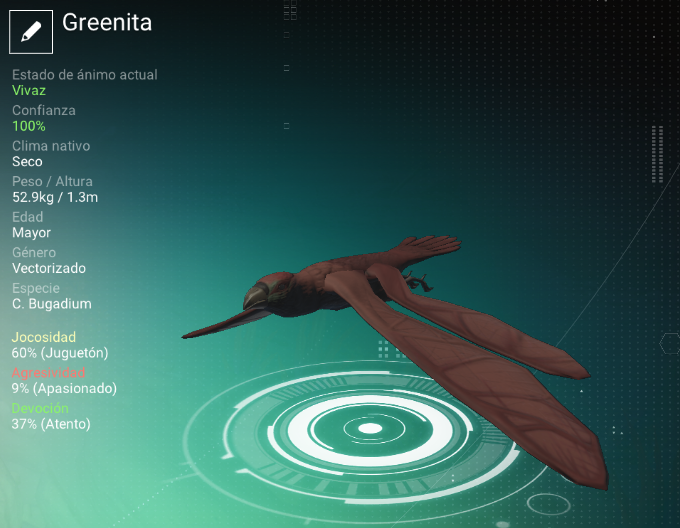 Greenita
Estado de ánimo actual
Vivaz
Confianza
100%
Clima nativo
Seco
Peso / Altura
52.9kg / 1.3m
Edad
Mayor
Género
Vectorizado
Especie
C. Bugadium
Jocosidad
60% (Juguetón)
Agresividad
9% (Apasionado)
Devoción
37% (Atento)